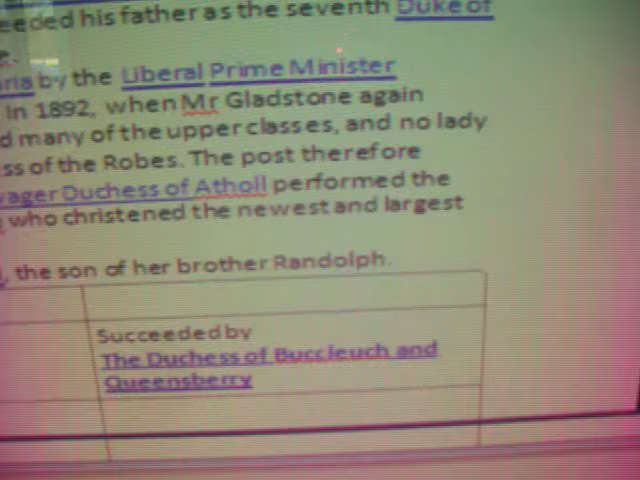 eeded his father as the seventh Duke of
e.
ria by the Liberal Prime Minister
In 1892, when Mr Gladstone again
d many of the upper classes, and no lady
ss of the Robes. The post therefore
vager Duchess of Atholl performed the
who christened the newest and largest
, the son of her brother Randolph.
Succeeded by
The Duchess of Buccleuch and
Queensberry